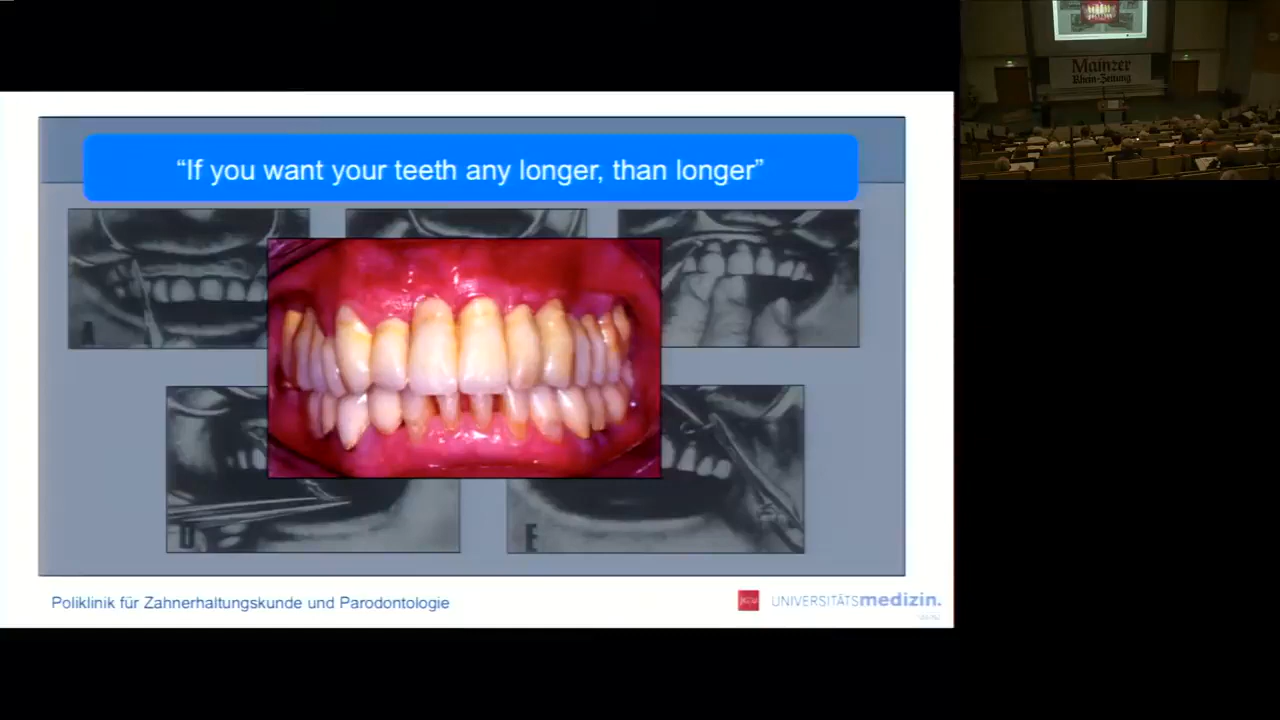 “If you want your teeth any longer, than longer”
A
D
E
Poliklinik für Zahnerhaltungskunde und Parodontologie
UNIVERSITÄTSmedizin.
Mainzer
Rhein-Zeitung